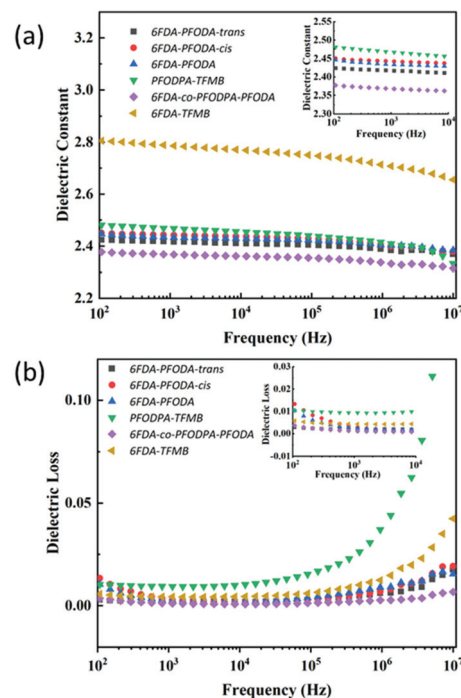 (a)
3.2
3.0
2.8
2.6
2.4
2.2
Dielectric Constant
6FDA-PFODA-trans
6FDA-PFODA-cis
6FDA-PFODA
PFODPA-TFMB
6FDA-co-PFODPA-PFODA
6FDA-TFMB
2.55
2.50
2.45
2.40
2.35
2.30
Dielectric Constant
10² 10³ 10⁴
Frequency (Hz)
10² 10³ 10⁴ 10⁵ 10⁶ 10⁷
Frequency (Hz)
(b)
0.10
0.05
0.00
Dielectric Loss
6FDA-PFODA-trans
6FDA-PFODA-cis
6FDA-PFODA
PFODPA-TFMB
6FDA-co-PFODPA-PFODA
6FDA-TFMB
0.03
0.02
0.01
0.00
-0.01
Dielectric Loss
10² 10³ 10⁴
Frequency (Hz)
10² 10³ 10⁴ 10⁵ 10⁶ 10⁷
Frequency (Hz)